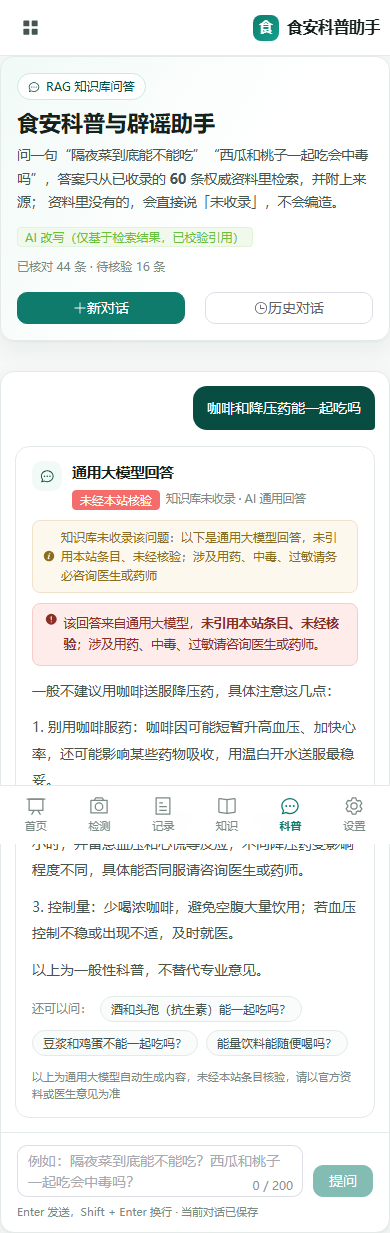 食 食安科普助手
RAG 知识库问答
食安科普与辟谣助手
问一句“隔夜菜到底能不能吃”“西瓜和桃子一起吃会中毒
吗”，答案只从已收录的 60 条权威资料里检索，并附上来
源；资料里没有的，会直接说「未收录」，不会编造。
AI 改写（仅基于检索结果，已校验引用）
已核对 44 条 · 待核验 16 条
新对话
历史对话
咖啡和降压药能一起吃吗
通用大模型回答
未经本站核验 知识库未收录 · AI 通用回答
知识库未收录该问题：以下是通用大模型回答，未引
用本站条目、未经核验；涉及用药、中毒、过敏请务
必咨询医生或药师
该回答来自通用大模型，未引用本站条目、未经核
验；涉及用药、中毒、过敏请咨询医生或药师。
一般不建议用咖啡送服降压药，具体注意这几点：
1. 别用咖啡服药：咖啡因可能短暂升高血压、加快心
率，还可能影响某些药物吸收，用温白开水送服最稳
妥。
首页 检测 记录 知识 科普 设置
小时，并留意血压和心慌等反应，不同降压药受影响
程度不同，具体能否同服请咨询医生或药师。
3. 控制量：少喝浓咖啡，避免空腹大量饮用；若血压
控制不稳或出现不适，及时就医。
以上为一般性科普，不替代专业意见。
还可以问： 酒和头孢（抗生素）能一起吃吗？
豆浆和鸡蛋不能一起吃吗？ 能量饮料能随便喝吗？
以上为通用大模型自动生成内容，未经本站条目核验，请以官方资
料或医生意见为准
例如：隔夜菜到底能不能吃？西瓜和桃子
一起吃会中毒吗？
0 / 200
提问
Enter 发送，Shift + Enter 换行 · 当前对话已保存